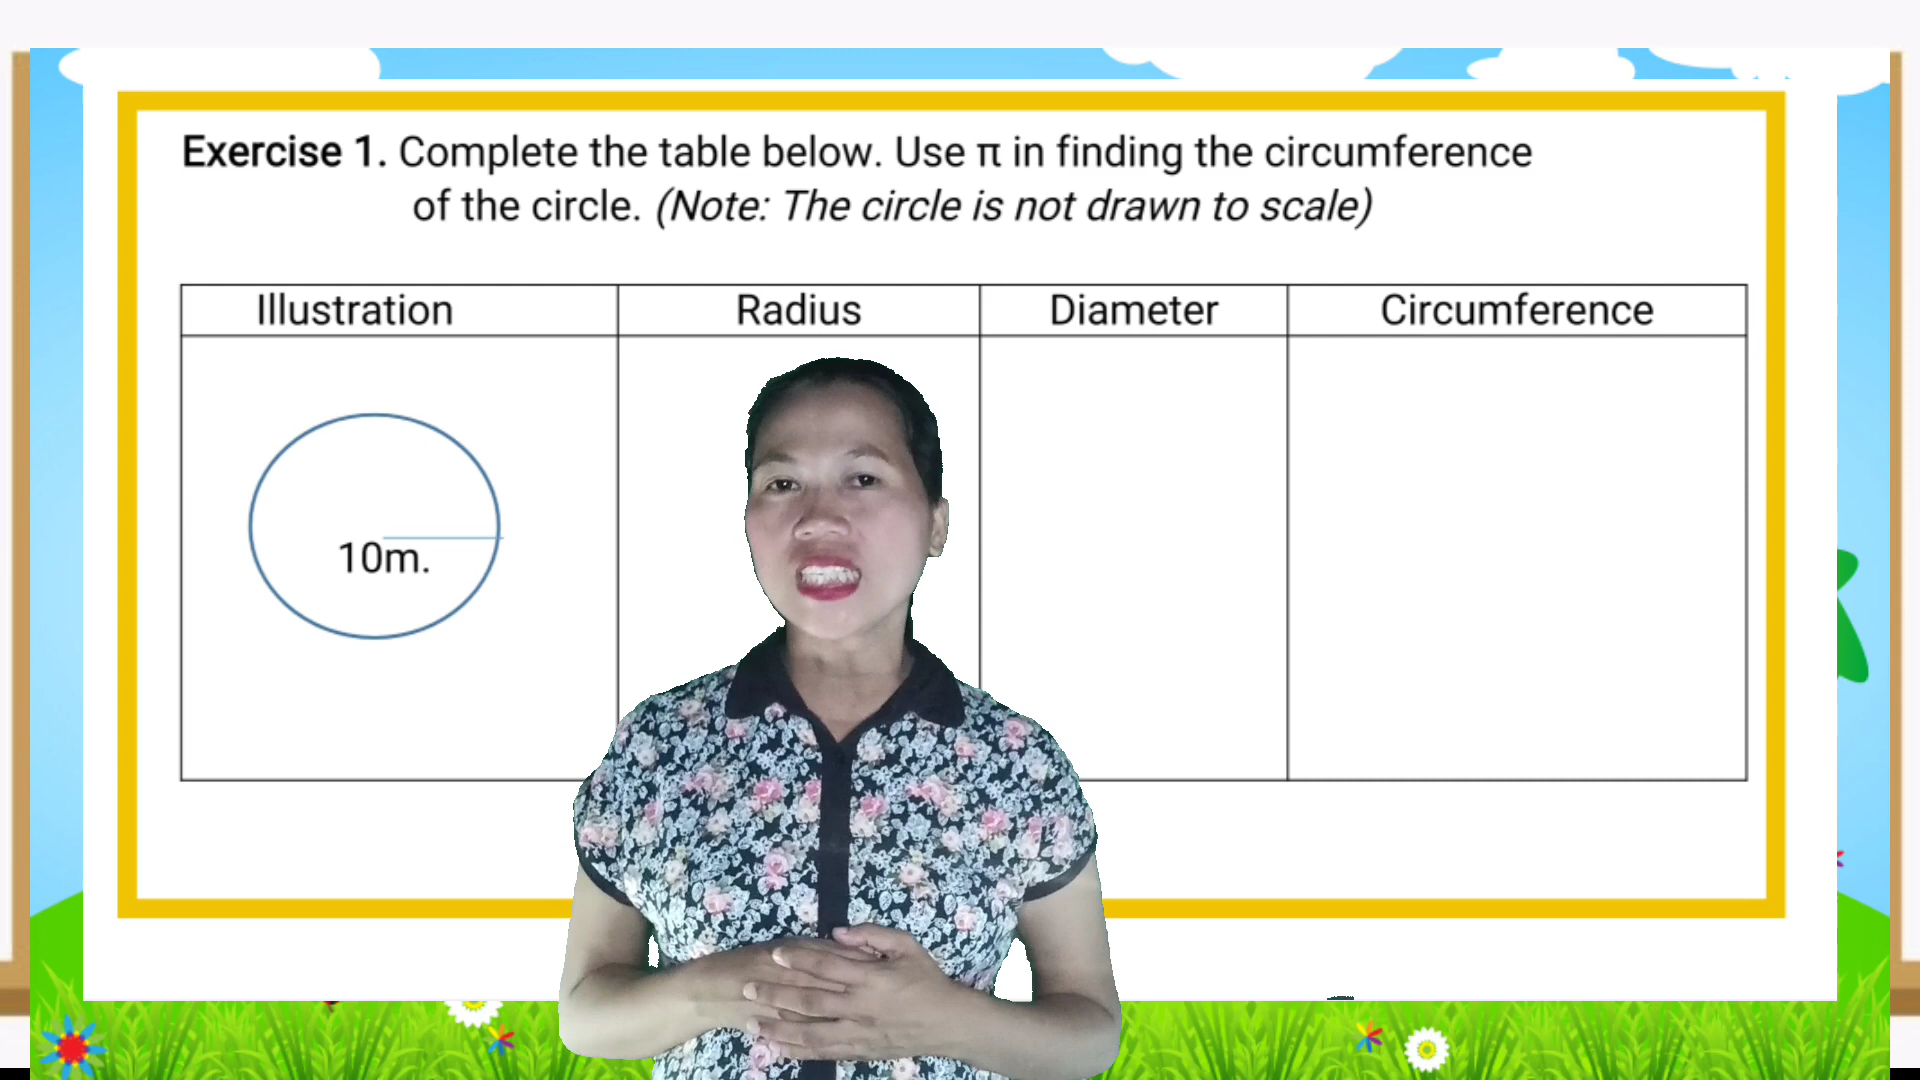 Exercise 1. Complete the table below. Use π in finding the circumference
of the circle. (Note: The circle is not drawn to scale)
Illustration Radius Diameter Circumference
10m.